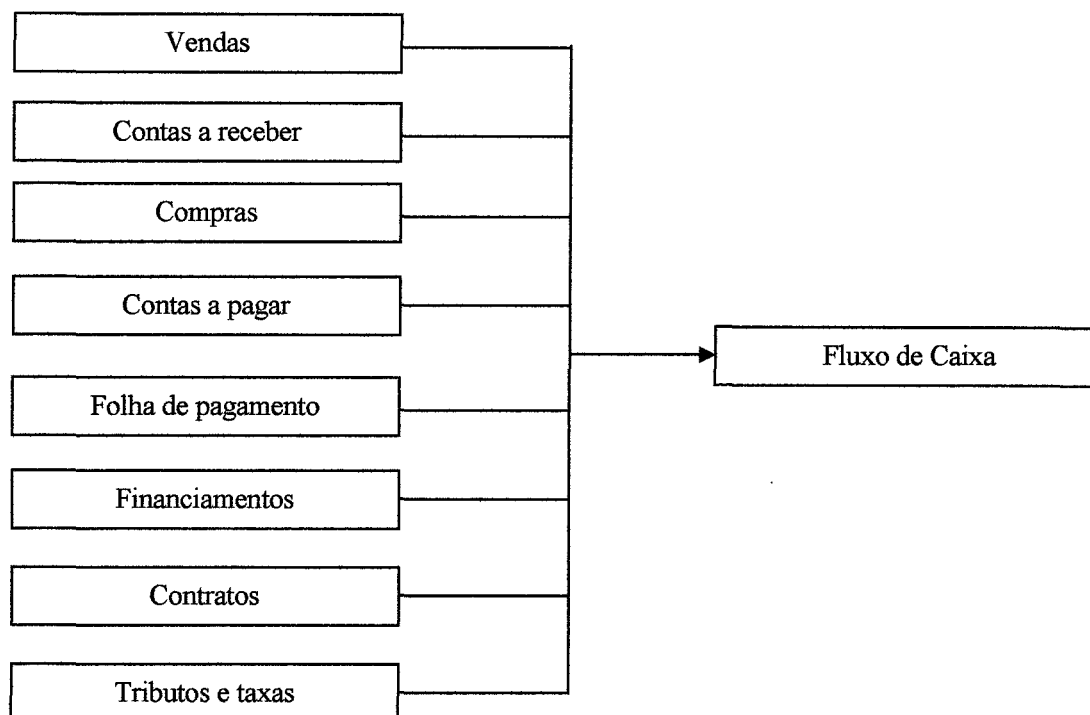 Vendas
Contas a receber
Compras
Contas a pagar
Fluxo de Caixa
Folha de pagamento
Financiamentos
Contratos
Tributos e taxas